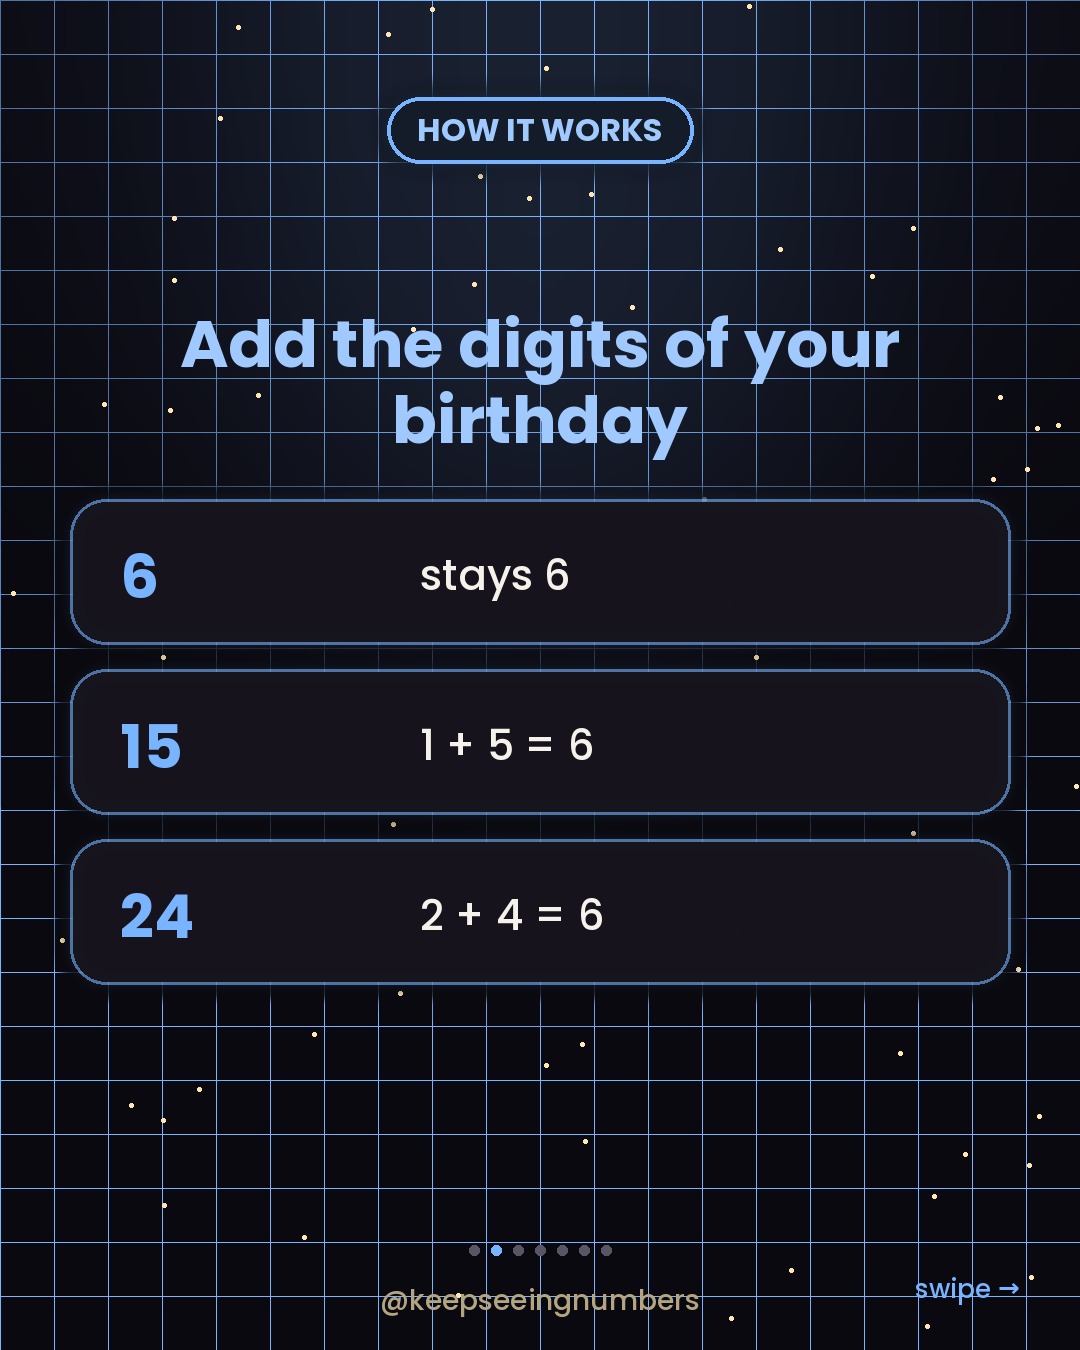 HOW IT WORKS
Add the digits of your
birthday
6 stays 6
15 1 + 5 = 6
24 2 + 4 = 6
@keepseeingnumbers
swipe →